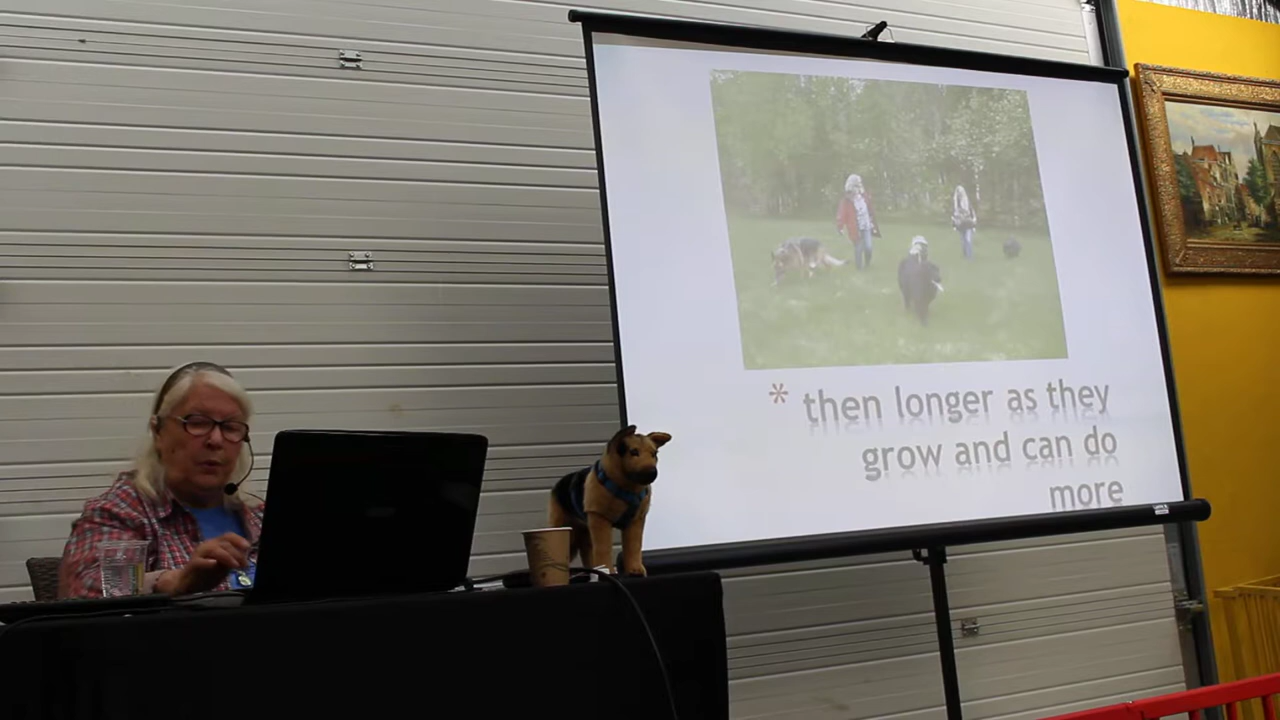 * then longer as they
grow and can do
more